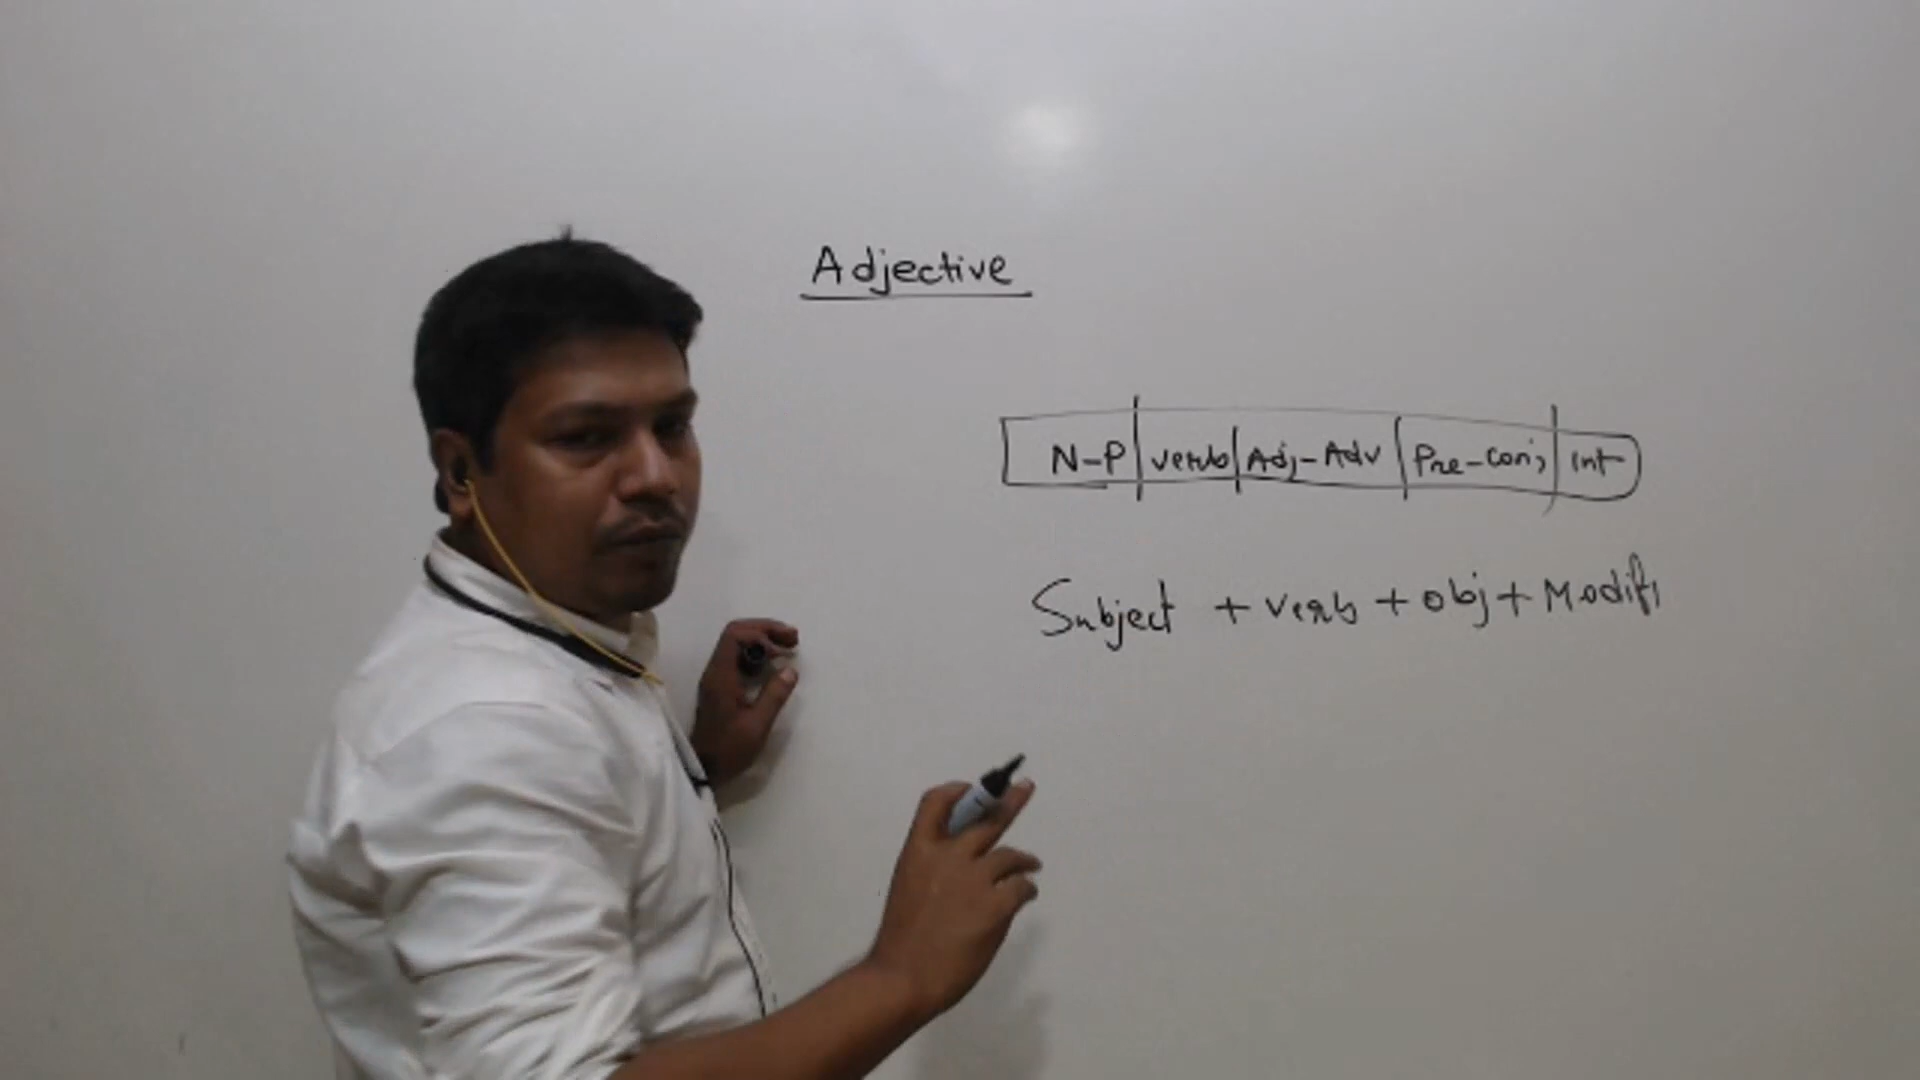 Adjective
N-P verb Adj-Adv Pre-Conj Int
Subject + verb + obj + Modifi